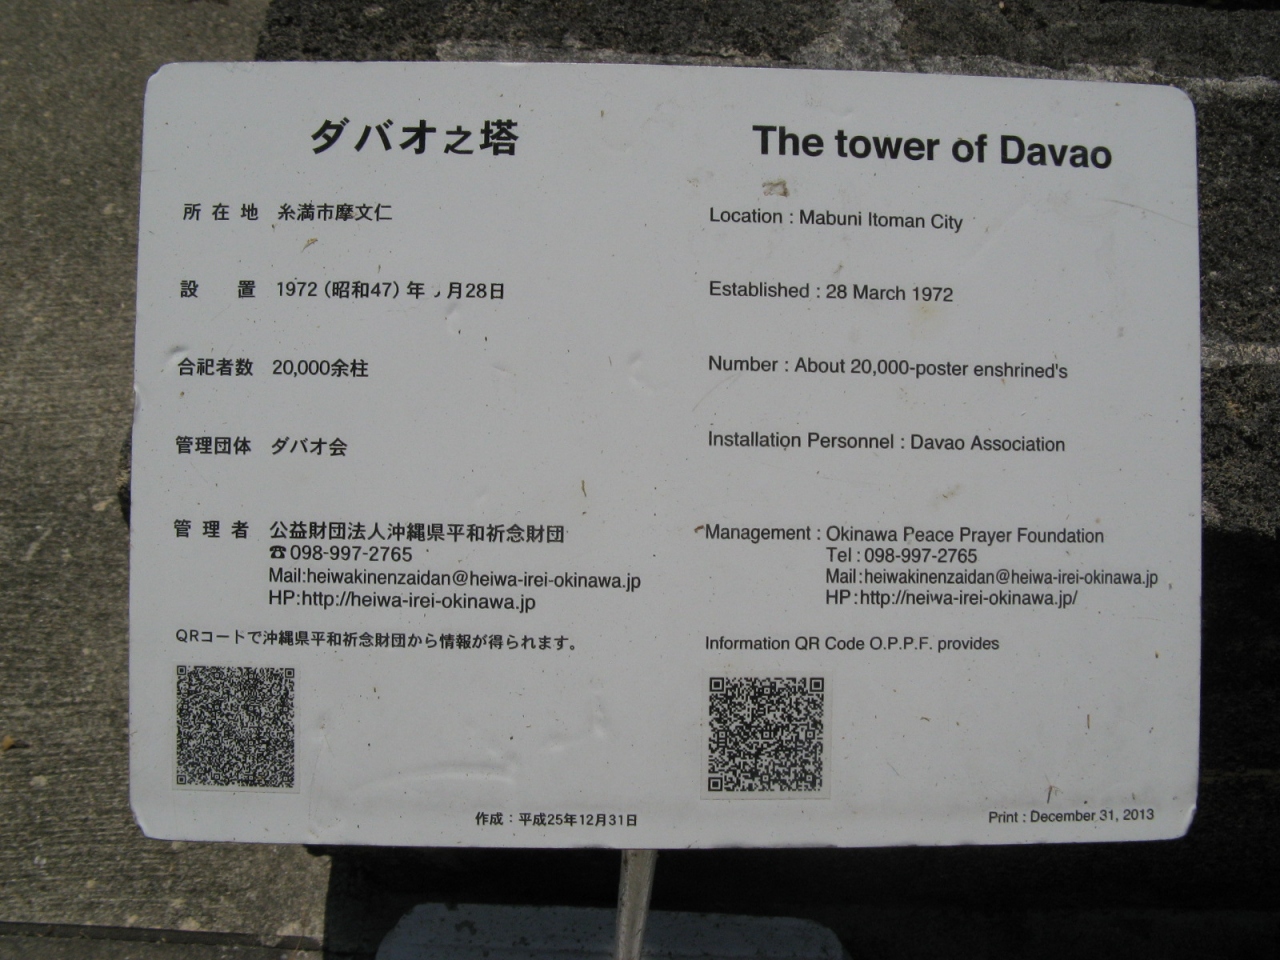 ダバオ之塔
所在地 糸満市摩文仁
設置 1972(昭和47)年 月28日
合祀者数 20,000余柱
管理団体 ダバオ会
管理者 公益財団法人沖縄県平和祈念財団
☎098-997-2765
Mail:heiwakinenzaidan@heiwa-irei-okinawa.jp
HP:http://heiwa-irei-okinawa.jp
QRコードで沖縄県平和祈念財団から情報が得られます。
作成：平成25年12月31日
The tower of Davao
Location : Mabuni Itoman City
Established : 28 March 1972
Number : About 20,000-poster enshrined's
Installation Personnel : Davao Association
Management : Okinawa Peace Prayer Foundation
Tel : 098-997-2765
Mail : heiwakinenzaidan@heiwa-irei-okinawa.jp
HP : http://heiwa-irei-okinawa.jp/
Information QR Code O.P.P.F. provides
Print : December 31, 2013